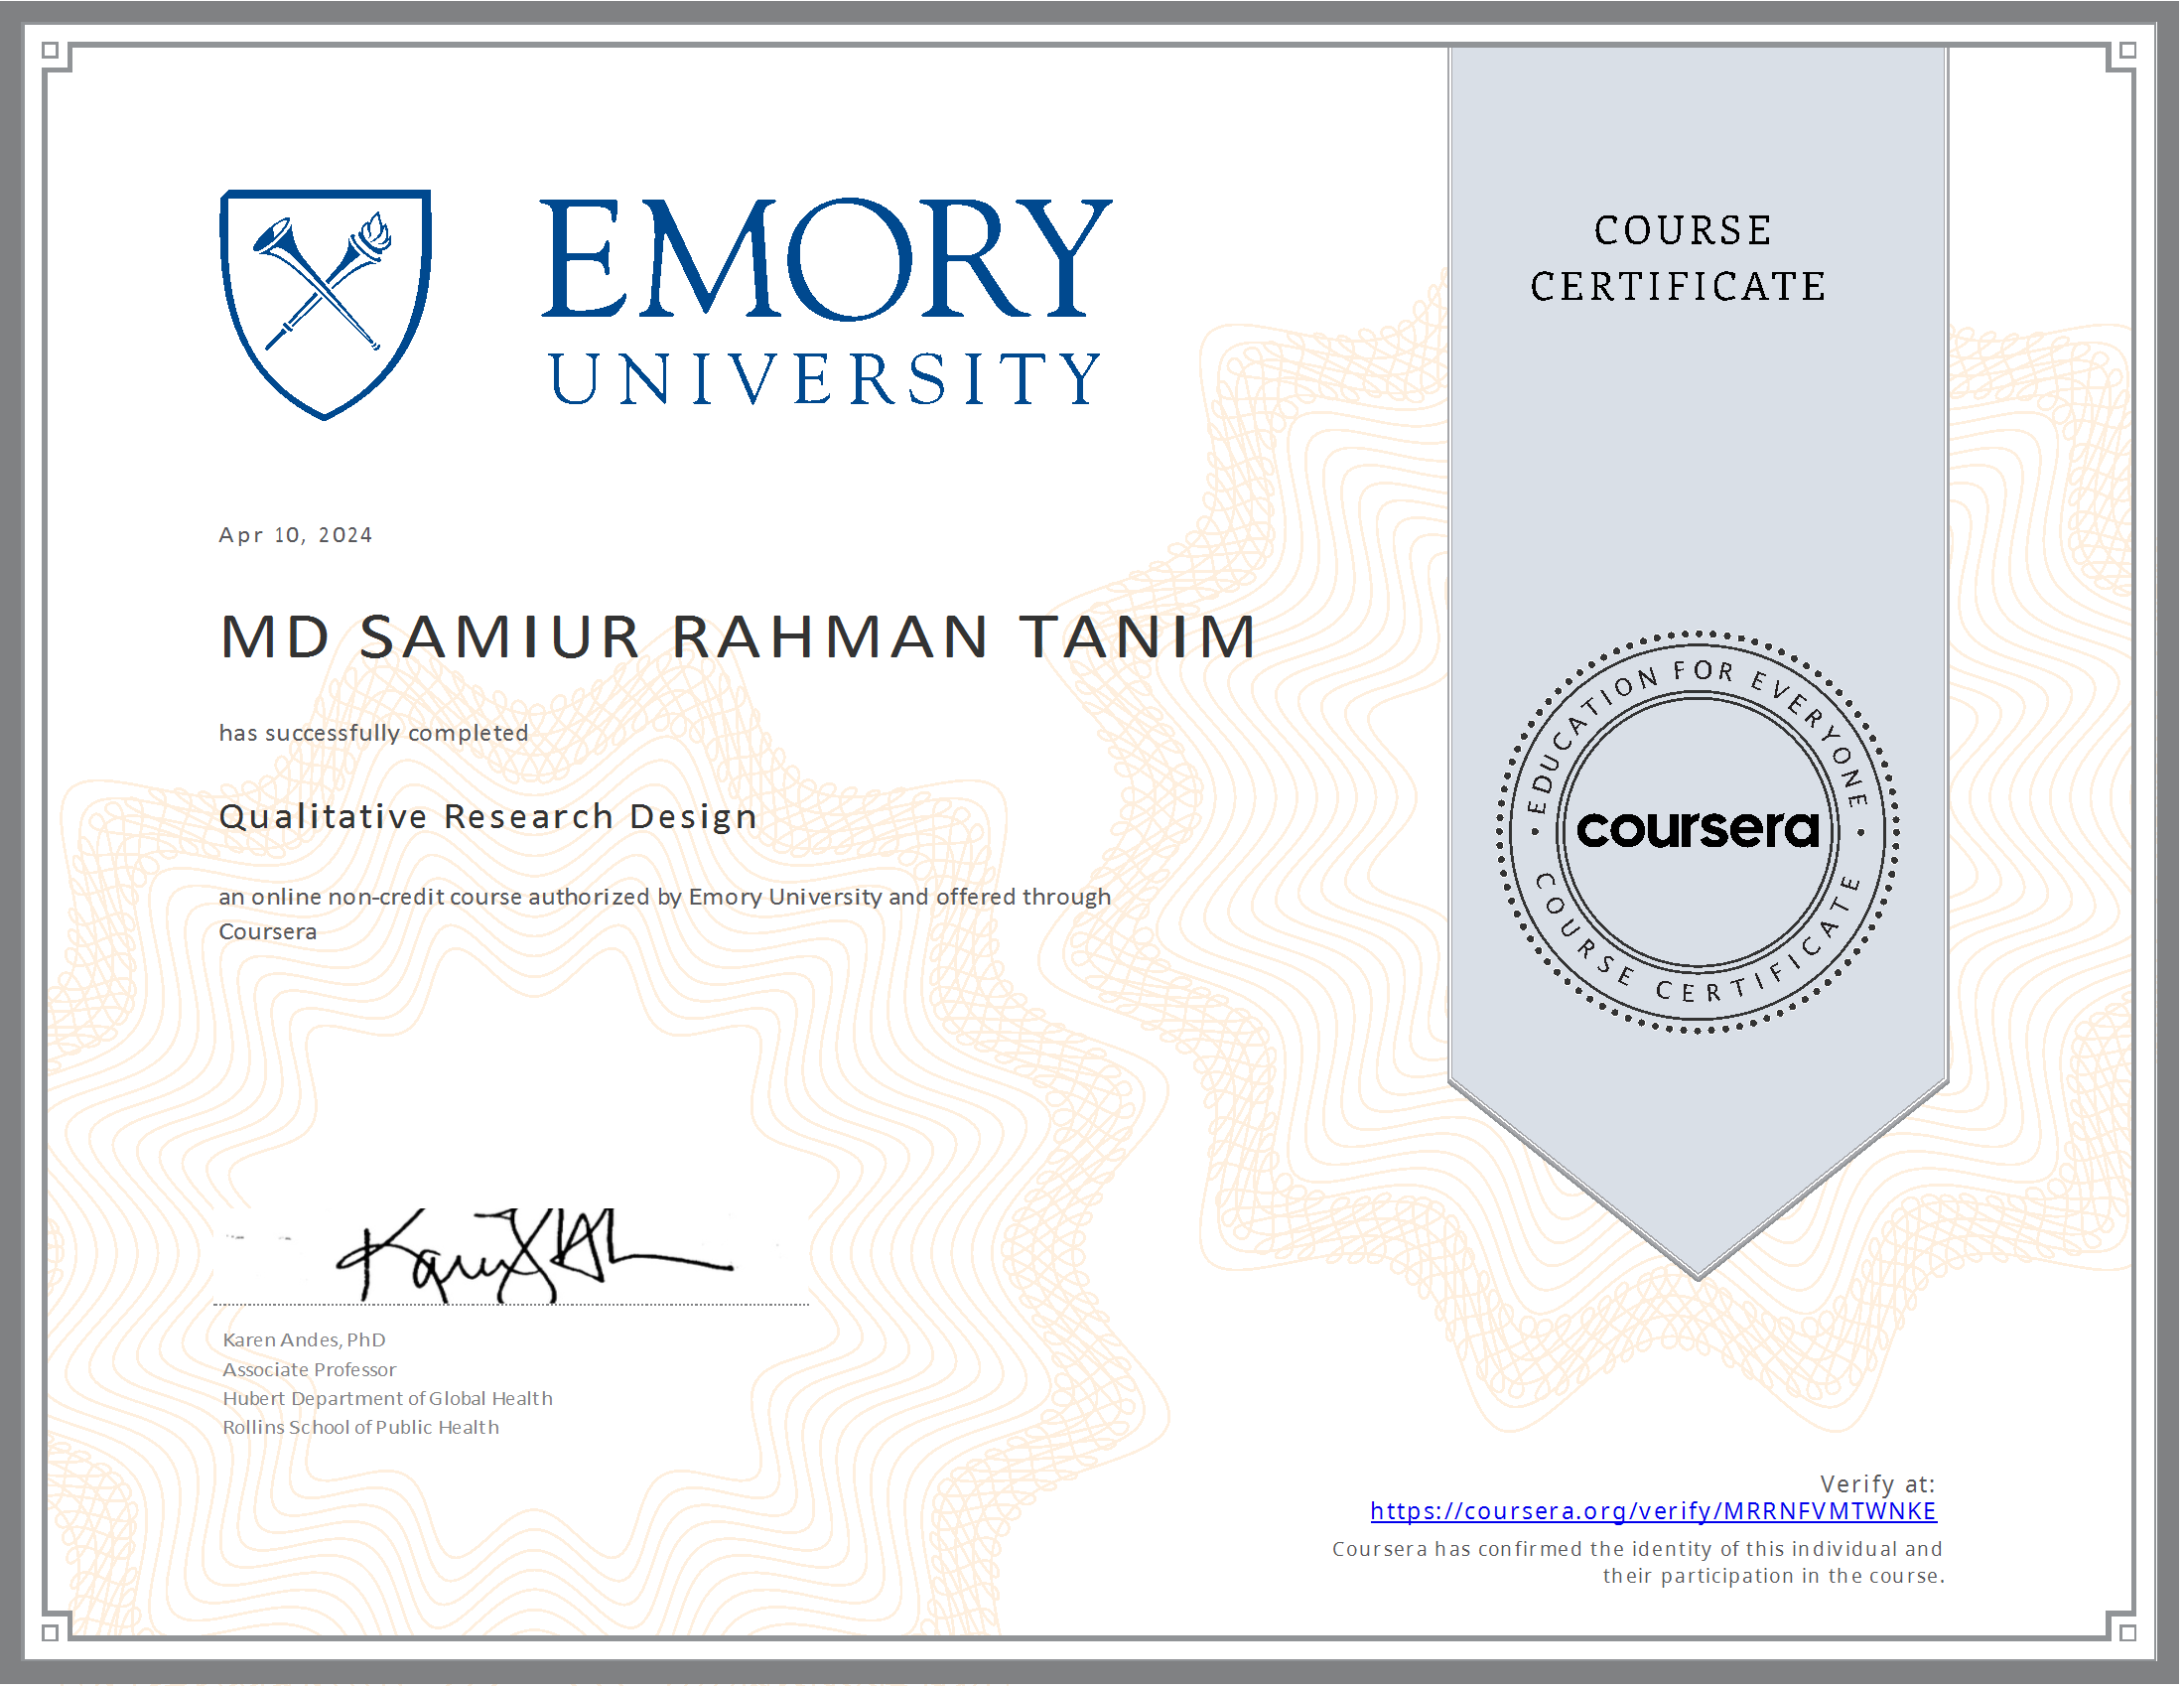 EMORY
UNIVERSITY
COURSE
CERTIFICATE
Apr 10, 2024
MD SAMIUR RAHMAN TANIM
has successfully completed
Qualitative Research Design
an online non-credit course authorized by Emory University and offered through
Coursera
EDUCATION FOR EVERYONE
coursera
COURSE CERTIFICATE
Karen Andes, PhD
Associate Professor
Hubert Department of Global Health
Rollins School of Public Health
Verify at:
https://coursera.org/verify/MRRNFVMTWNKE
Coursera has confirmed the identity of this individual and
their participation in the course.